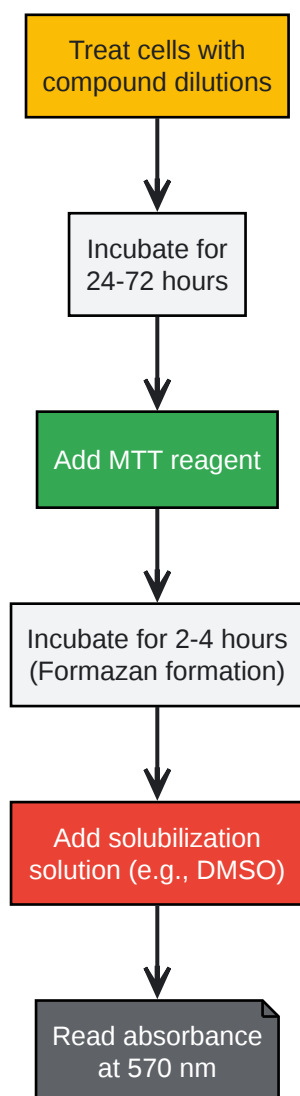 Treat cells with
compound dilutions
Incubate for
24-72 hours
Add MTT reagent
Incubate for 2-4 hours
(Formazan formation)
Add solubilization
solution (e.g., DMSO)
Read absorbance
at 570 nm